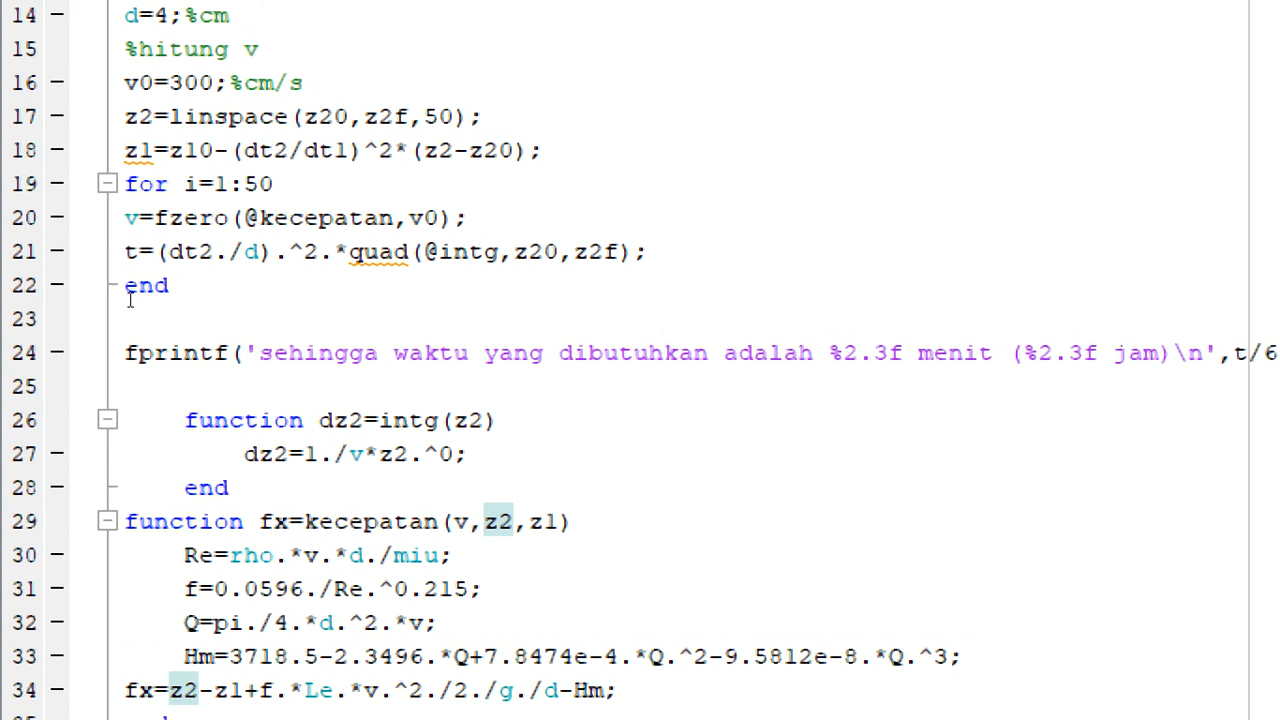 14 d=4;%cm
15 %hitung v
16 v0=300;%cm/s
17 z2=linspace(z20,z2f,50);
18 z1=z10-(dt2/dt1)^2*(z2-z20);
19 for i=1:50
20 v=fzero(@kecepatan,v0);
21 t=(dt2./d).^2.*quad(@intg,z20,z2f);
22 end
23
24 fprintf('sehingga waktu yang dibutuhkan adalah %2.3f menit (%2.3f jam)\n',t/6
25
26 function dz2=intg(z2)
27 dz2=1./v*z2.^0;
28 end
29 function fx=kecepatan(v,z2,z1)
30 Re=rho.*v.*d./miu;
31 f=0.0596./Re.^0.215;
32 Q=pi./4.*d.^2.*v;
33 Hm=3718.5-2.3496.*Q+7.8474e-4.*Q.^2-9.5812e-8.*Q.^3;
34 fx=z2-z1+f.*Le.*v.^2./2./g./d-Hm;